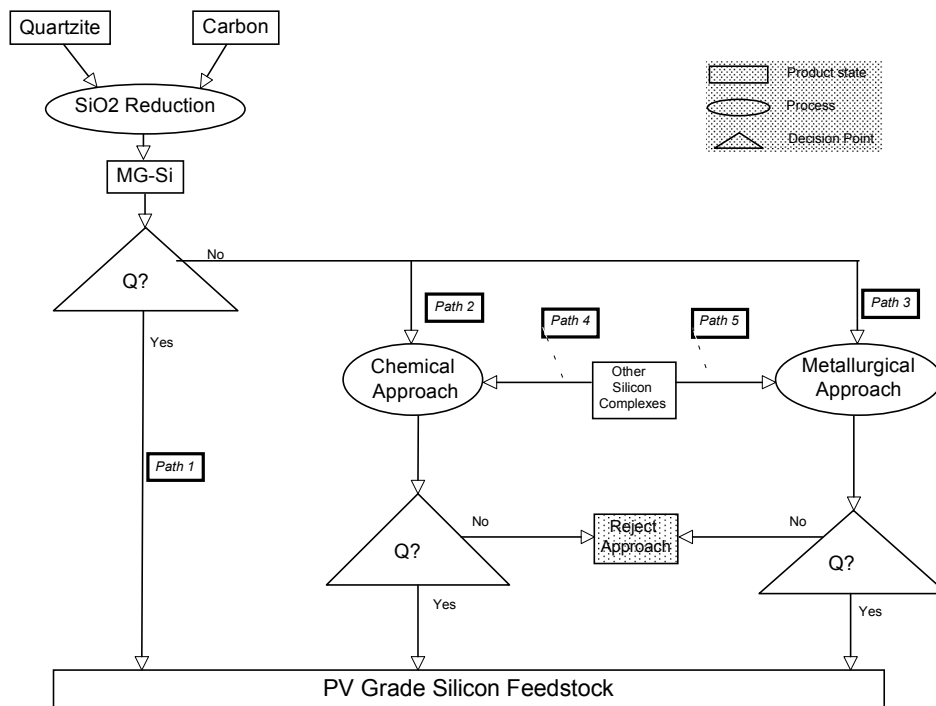 Quartzite
Carbon
SiO2 Reduction
MG-Si
Product state
Process
Decision Point
Q?
No
Yes
Path 1
Path 2
Path 4
Path 5
Path 3
Chemical
Approach
Other
Silicon
Complexes
Metallurgical
Approach
Q?
No
Yes
Reject
Approach
No
Q?
Yes
PV Grade Silicon Feedstock